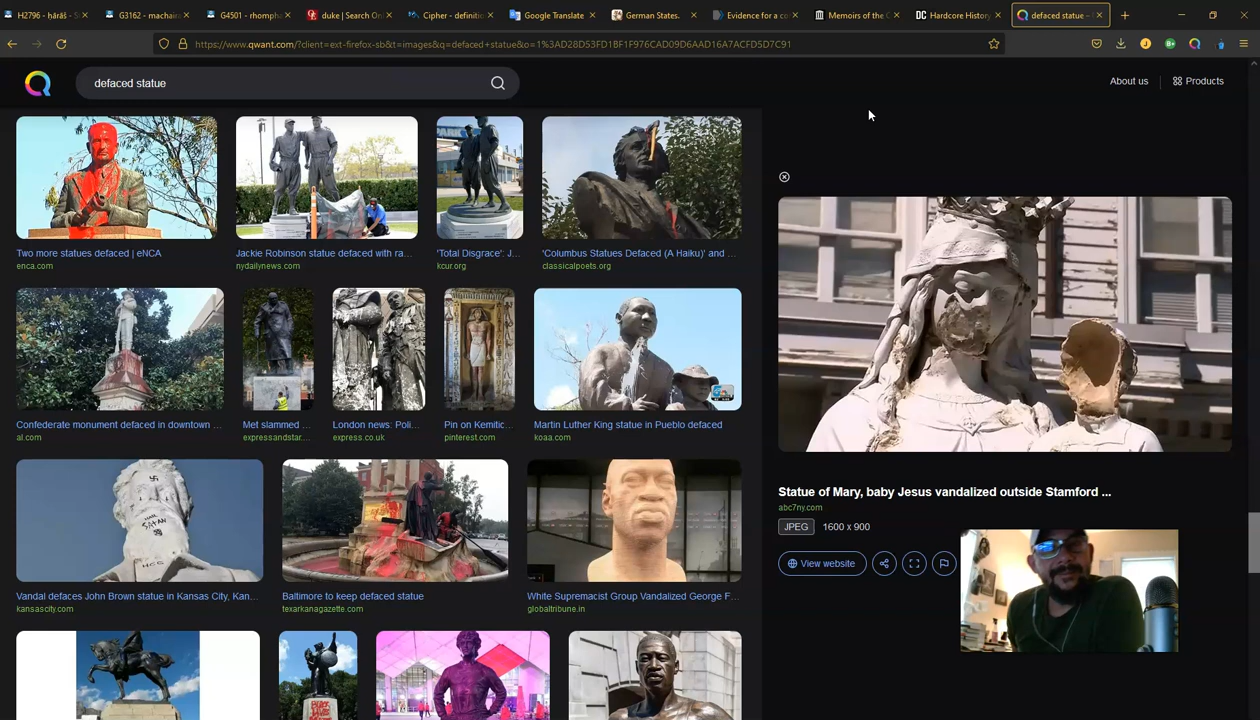 H2796 - ḥārāš - S
G3162 - machair
G4501 - rhomph
duke | Search On
Cipher - definiti
Google Translate
German States.
Evidence for a c
Memoirs of the C
Hardcore History
defaced statue –
https://www.qwant.com/?client=ext-firefox-sb&t=images&q=defaced+statue&o=1%3AD28D53FD1BF1F976CAD09D6AAD16A7ACFD5D7C91
defaced statue
About us
Products
Two more statues defaced | eNCA
enca.com
Jackie Robinson statue defaced with ra...
nydailynews.com
'Total Disgrace'. J...
kcur.org
'Columbus Statues Defaced (A Haiku)' and ...
classicalpoets.org
Confederate monument defaced in downtown ...
al.com
Met slammed ...
expressandstar....
London news: Poli...
express.co.uk
Pin on Kemitic...
pinterest.com
Martin Luther King statue in Pueblo defaced
koaa.com
HAIL
SATAN
Vandal defaces John Brown statue in Kansas City, Kan...
kansascity.com
Baltimore to keep defaced statue
texarkanagazette.com
White Supremacist Group Vandalized George F...
globaltribune.in
Statue of Mary, baby Jesus vandalized outside Stamford ...
abc7ny.com
JPEG 1600 x 900
View website